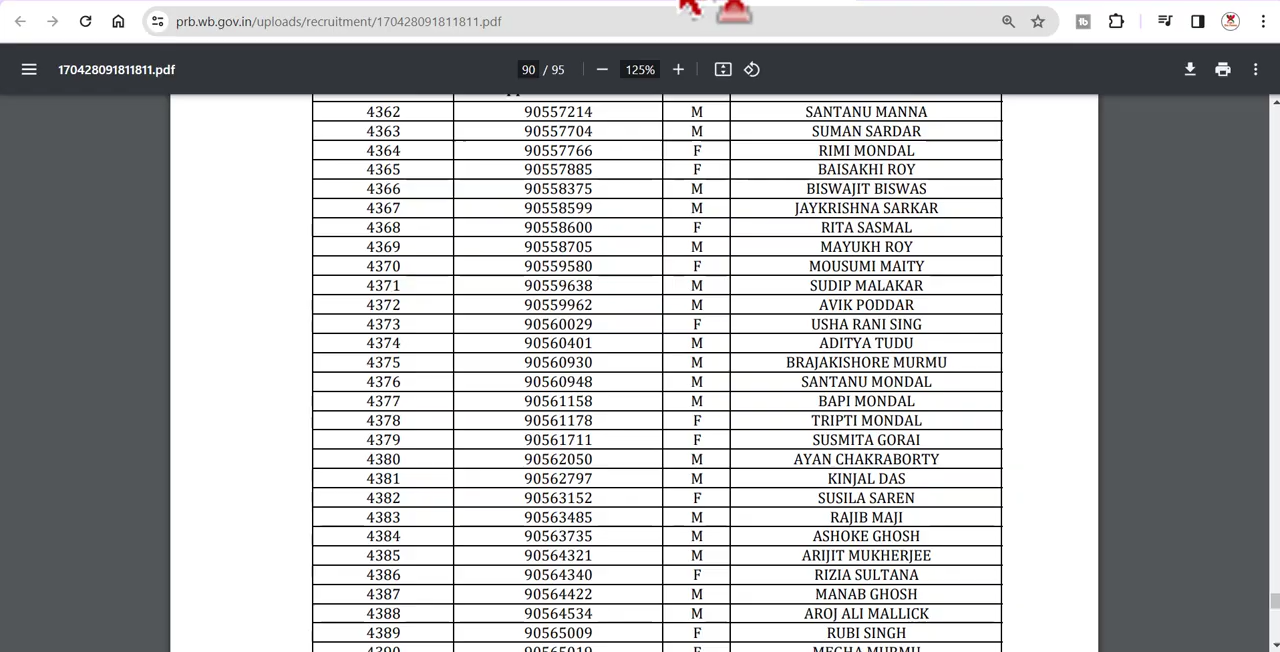 prb.wb.gov.in/uploads/recruitment/170428091811811.pdf
170428091811811.pdf 90 / 95 125%
4362 90557214 M SANTANU MANNA
4363 90557704 M SUMAN SARDAR
4364 90557766 F RIMI MONDAL
4365 90557885 F BAISAKHI ROY
4366 90558375 M BISWAJIT BISWAS
4367 90558599 M JAYKRISHNA SARKAR
4368 90558600 F RITA SASMAL
4369 90558705 M MAYUKH ROY
4370 90559580 F MOUSUMI MAITY
4371 90559638 M SUDIP MALAKAR
4372 90559962 M AVIK PODDAR
4373 90560029 F USHA RANI SING
4374 90560401 M ADITYA TUDU
4375 90560930 M BRAJAKISHORE MURMU
4376 90560948 M SANTANU MONDAL
4377 90561158 M BAPI MONDAL
4378 90561178 F TRIPTI MONDAL
4379 90561711 F SUSMITA GORAI
4380 90562050 M AYAN CHAKRABORTY
4381 90562797 M KINJAL DAS
4382 90563152 F SUSILA SAREN
4383 90563485 M RAJIB MAJI
4384 90563735 M ASHOKE GHOSH
4385 90564321 M ARIJIT MUKHERJEE
4386 90564340 F RIZIA SULTANA
4387 90564422 M MANAB GHOSH
4388 90564534 M AROJ ALI MALLICK
4389 90565009 F RUBI SINGH
4390 90565019 F MEGHA MURMU